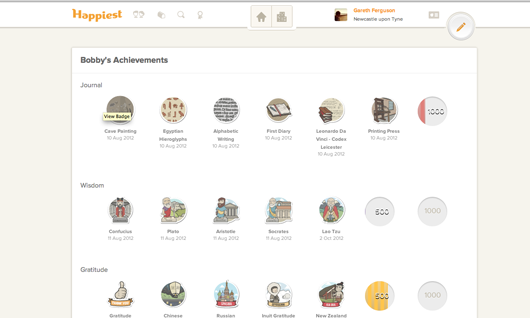 Happiest
Gareth Ferguson
Newcastle upon Tyne
Bobby's Achievements
Journal
View Badge
1000
Cave Painting
10 Aug 2012
Egyptian
Hieroglyphs
10 Aug 2012
Alphabetic
Writing
10 Aug 2012
First Diary
10 Aug 2012
Leonardo Da
Vinci - Codex
Leicester
10 Aug 2012
Printing Press
10 Aug 2012
Wisdom
500
1000
Confucius
11 Aug 2012
Plato
11 Aug 2012
Aristotle
11 Aug 2012
Socrates
11 Aug 2012
Lao Tzu
2 Oct 2012
Gratitude
500
1000
Gratitude
Chinese
Russian
Inuit Gratitude
New Zealand